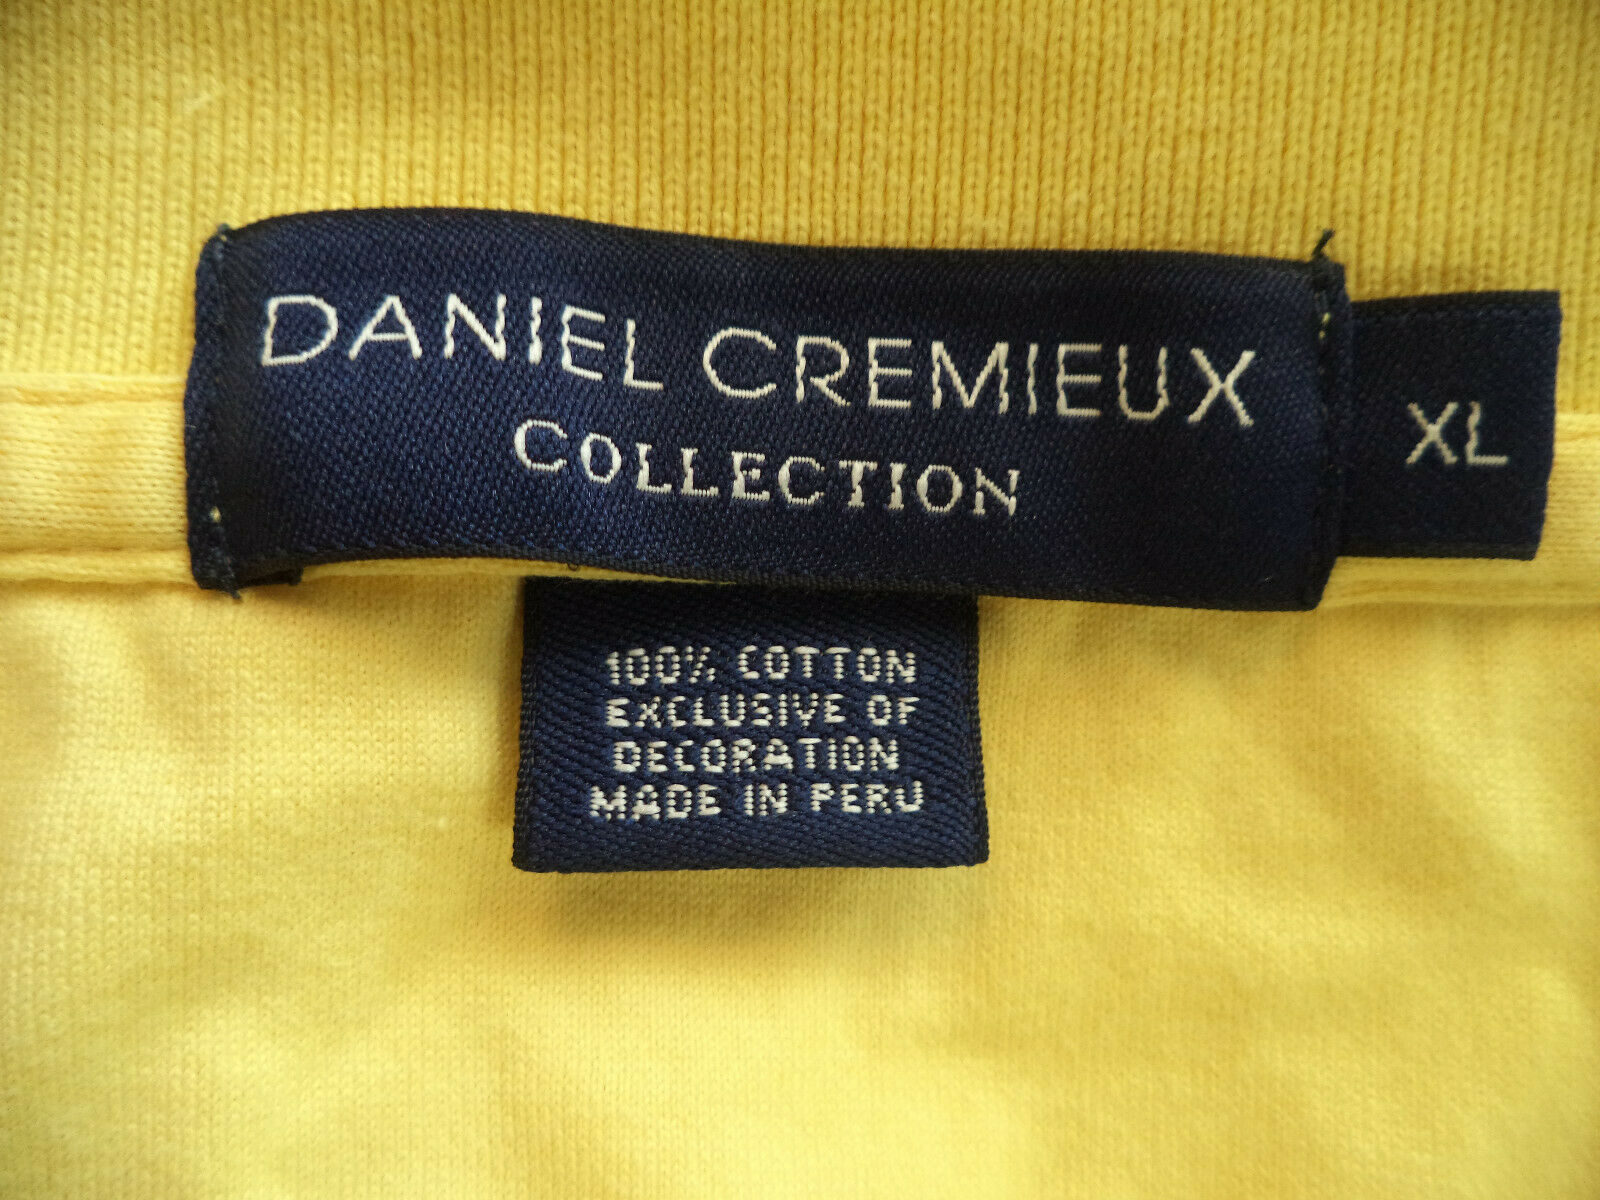 DANIEL CREMIEUX
COLLECTION
XL
100% COTTON
EXCLUSIVE OF
DECORATION
MADE IN PERU